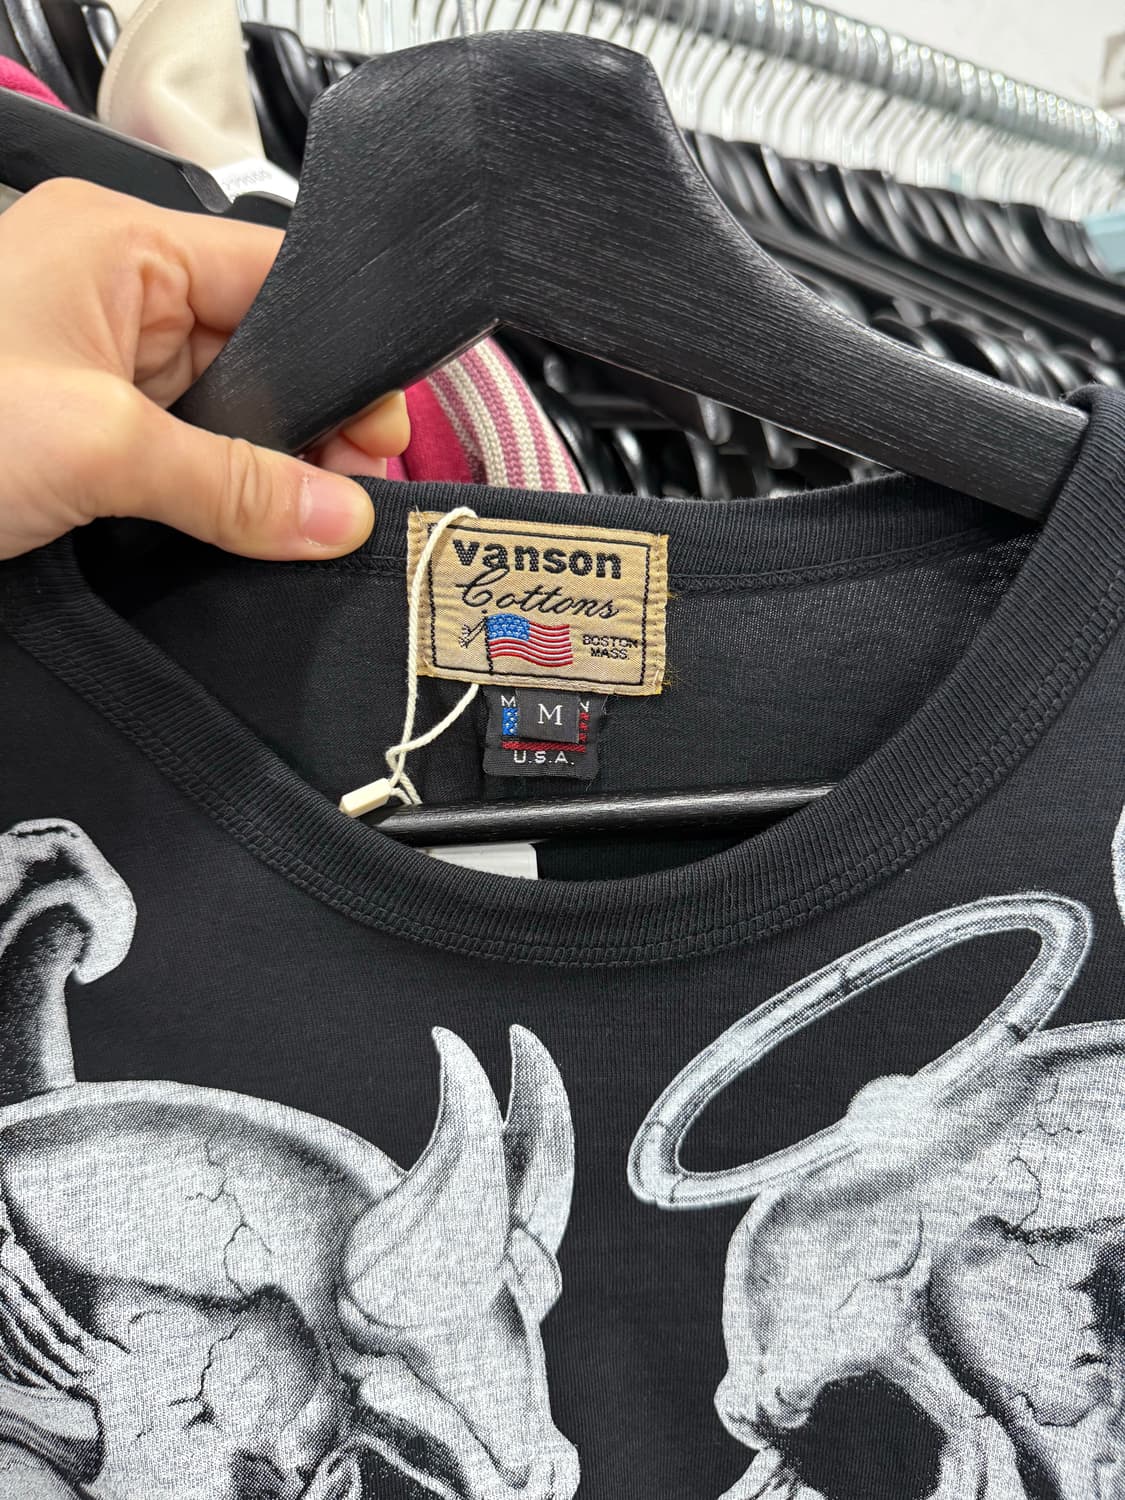 vanson
Cottons
BOSTON
MASS.
M
M
U.S.A.